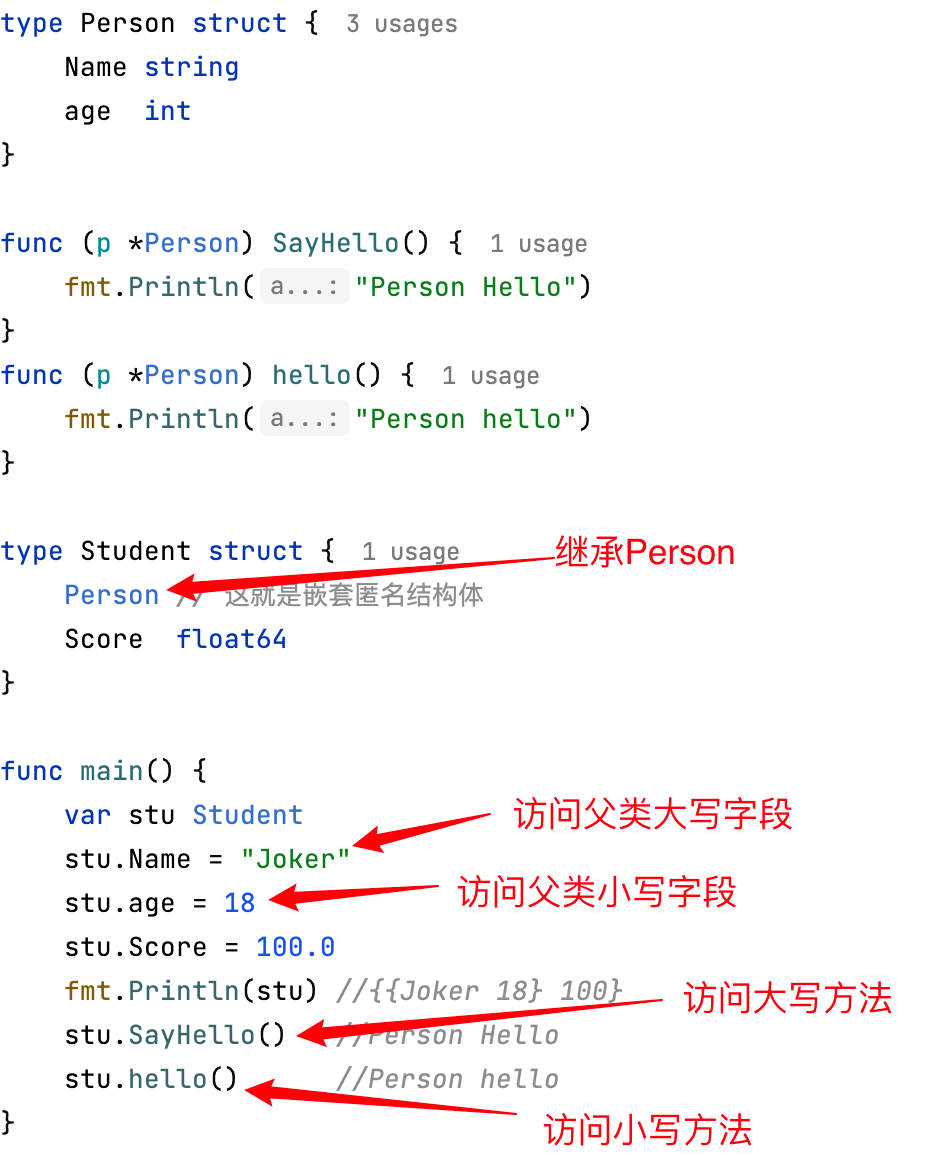 type Person struct { 3 usages
Name string
age int
}
func (p *Person) SayHello() { 1 usage
fmt.Println( a...: "Person Hello")
}
func (p *Person) hello() { 1 usage
fmt.Println( a...: "Person hello")
}
type Student struct { 1 usage
继承Person
Person // 这就是嵌套匿名结构体
Score float64
}
func main() {
var stu Student
访问父类大写字段
stu.Name = "Joker"
访问父类小写字段
stu.age = 18
stu.Score = 100.0
fmt.Println(stu) //{{Joker 18} 100}
访问大写方法
stu.SayHello() //Person Hello
stu.hello() //Person hello
}
访问小写方法